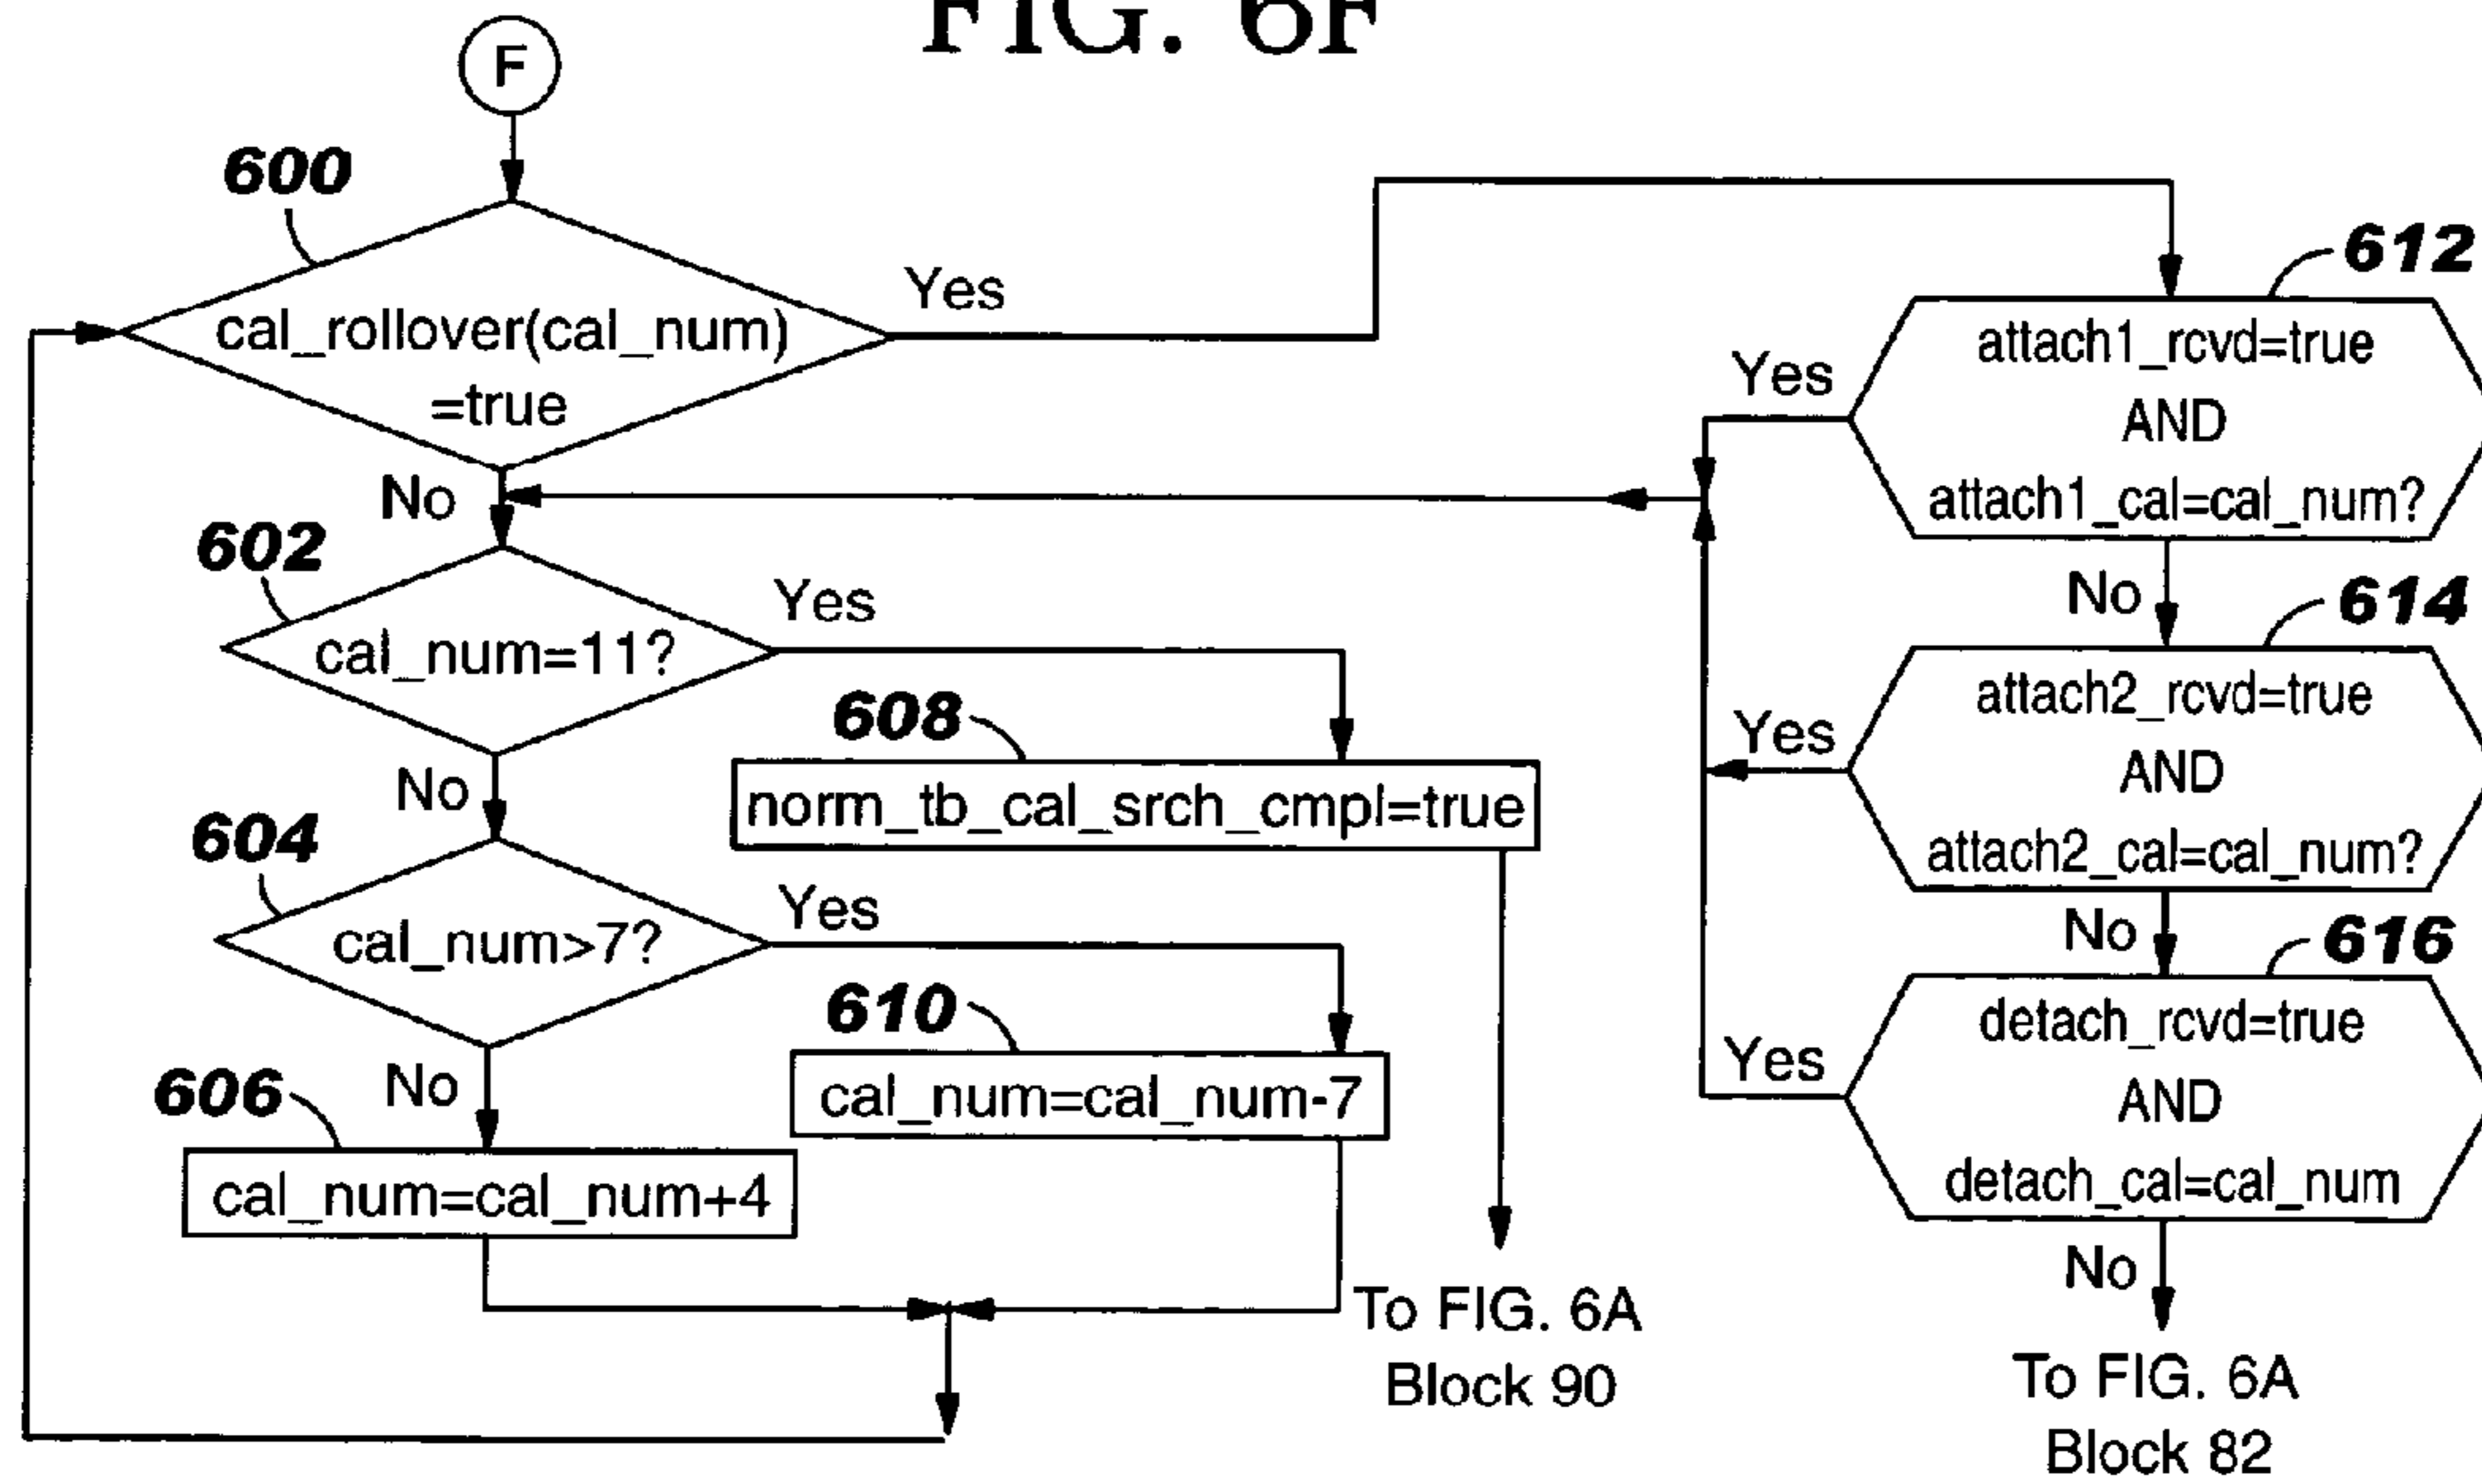 FIG. 6F
F
600
cal_rollover(cal_num)
=true
Yes
No
602
cal_num=11?
Yes
No
608
norm_tb_cal_srch_cmpl=true
604
cal_num>7?
Yes
No
610
cal_num=cal_num-7
606
cal_num=cal_num+4
To FIG. 6A
Block 90
612
attach1_rcvd=true
AND
attach1_cal=cal_num?
Yes
No
614
attach2_rcvd=true
AND
attach2_cal=cal_num?
Yes
No
616
detach_rcvd=true
AND
detach_cal=cal_num
Yes
No
To FIG. 6A
Block 82